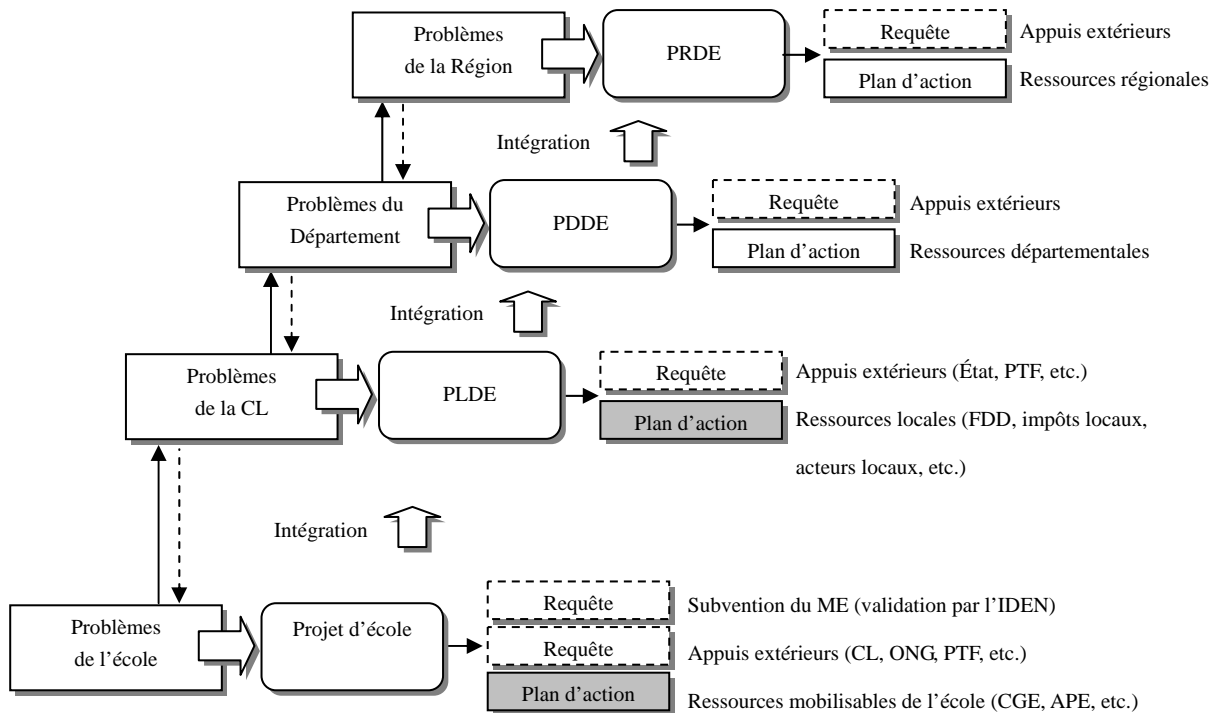 Problèmes
de la Région
PRDE
Requête
Appuis extérieurs
Plan d'action
Ressources régionales
Intégration
Problèmes du
Département
PDDE
Requête
Appuis extérieurs
Plan d'action
Ressources départementales
Intégration
Problèmes
de la CL
PLDE
Requête
Appuis extérieurs (État, PTF, etc.)
Plan d'action
Ressources locales (FDD, impôts locaux,
acteurs locaux, etc.)
Intégration
Problèmes
de l'école
Projet d'école
Requête
Subvention du ME (validation par l'IDEN)
Requête
Appuis extérieurs (CL, ONG, PTF, etc.)
Plan d'action
Ressources mobilisables de l'école (CGE, APE, etc.)